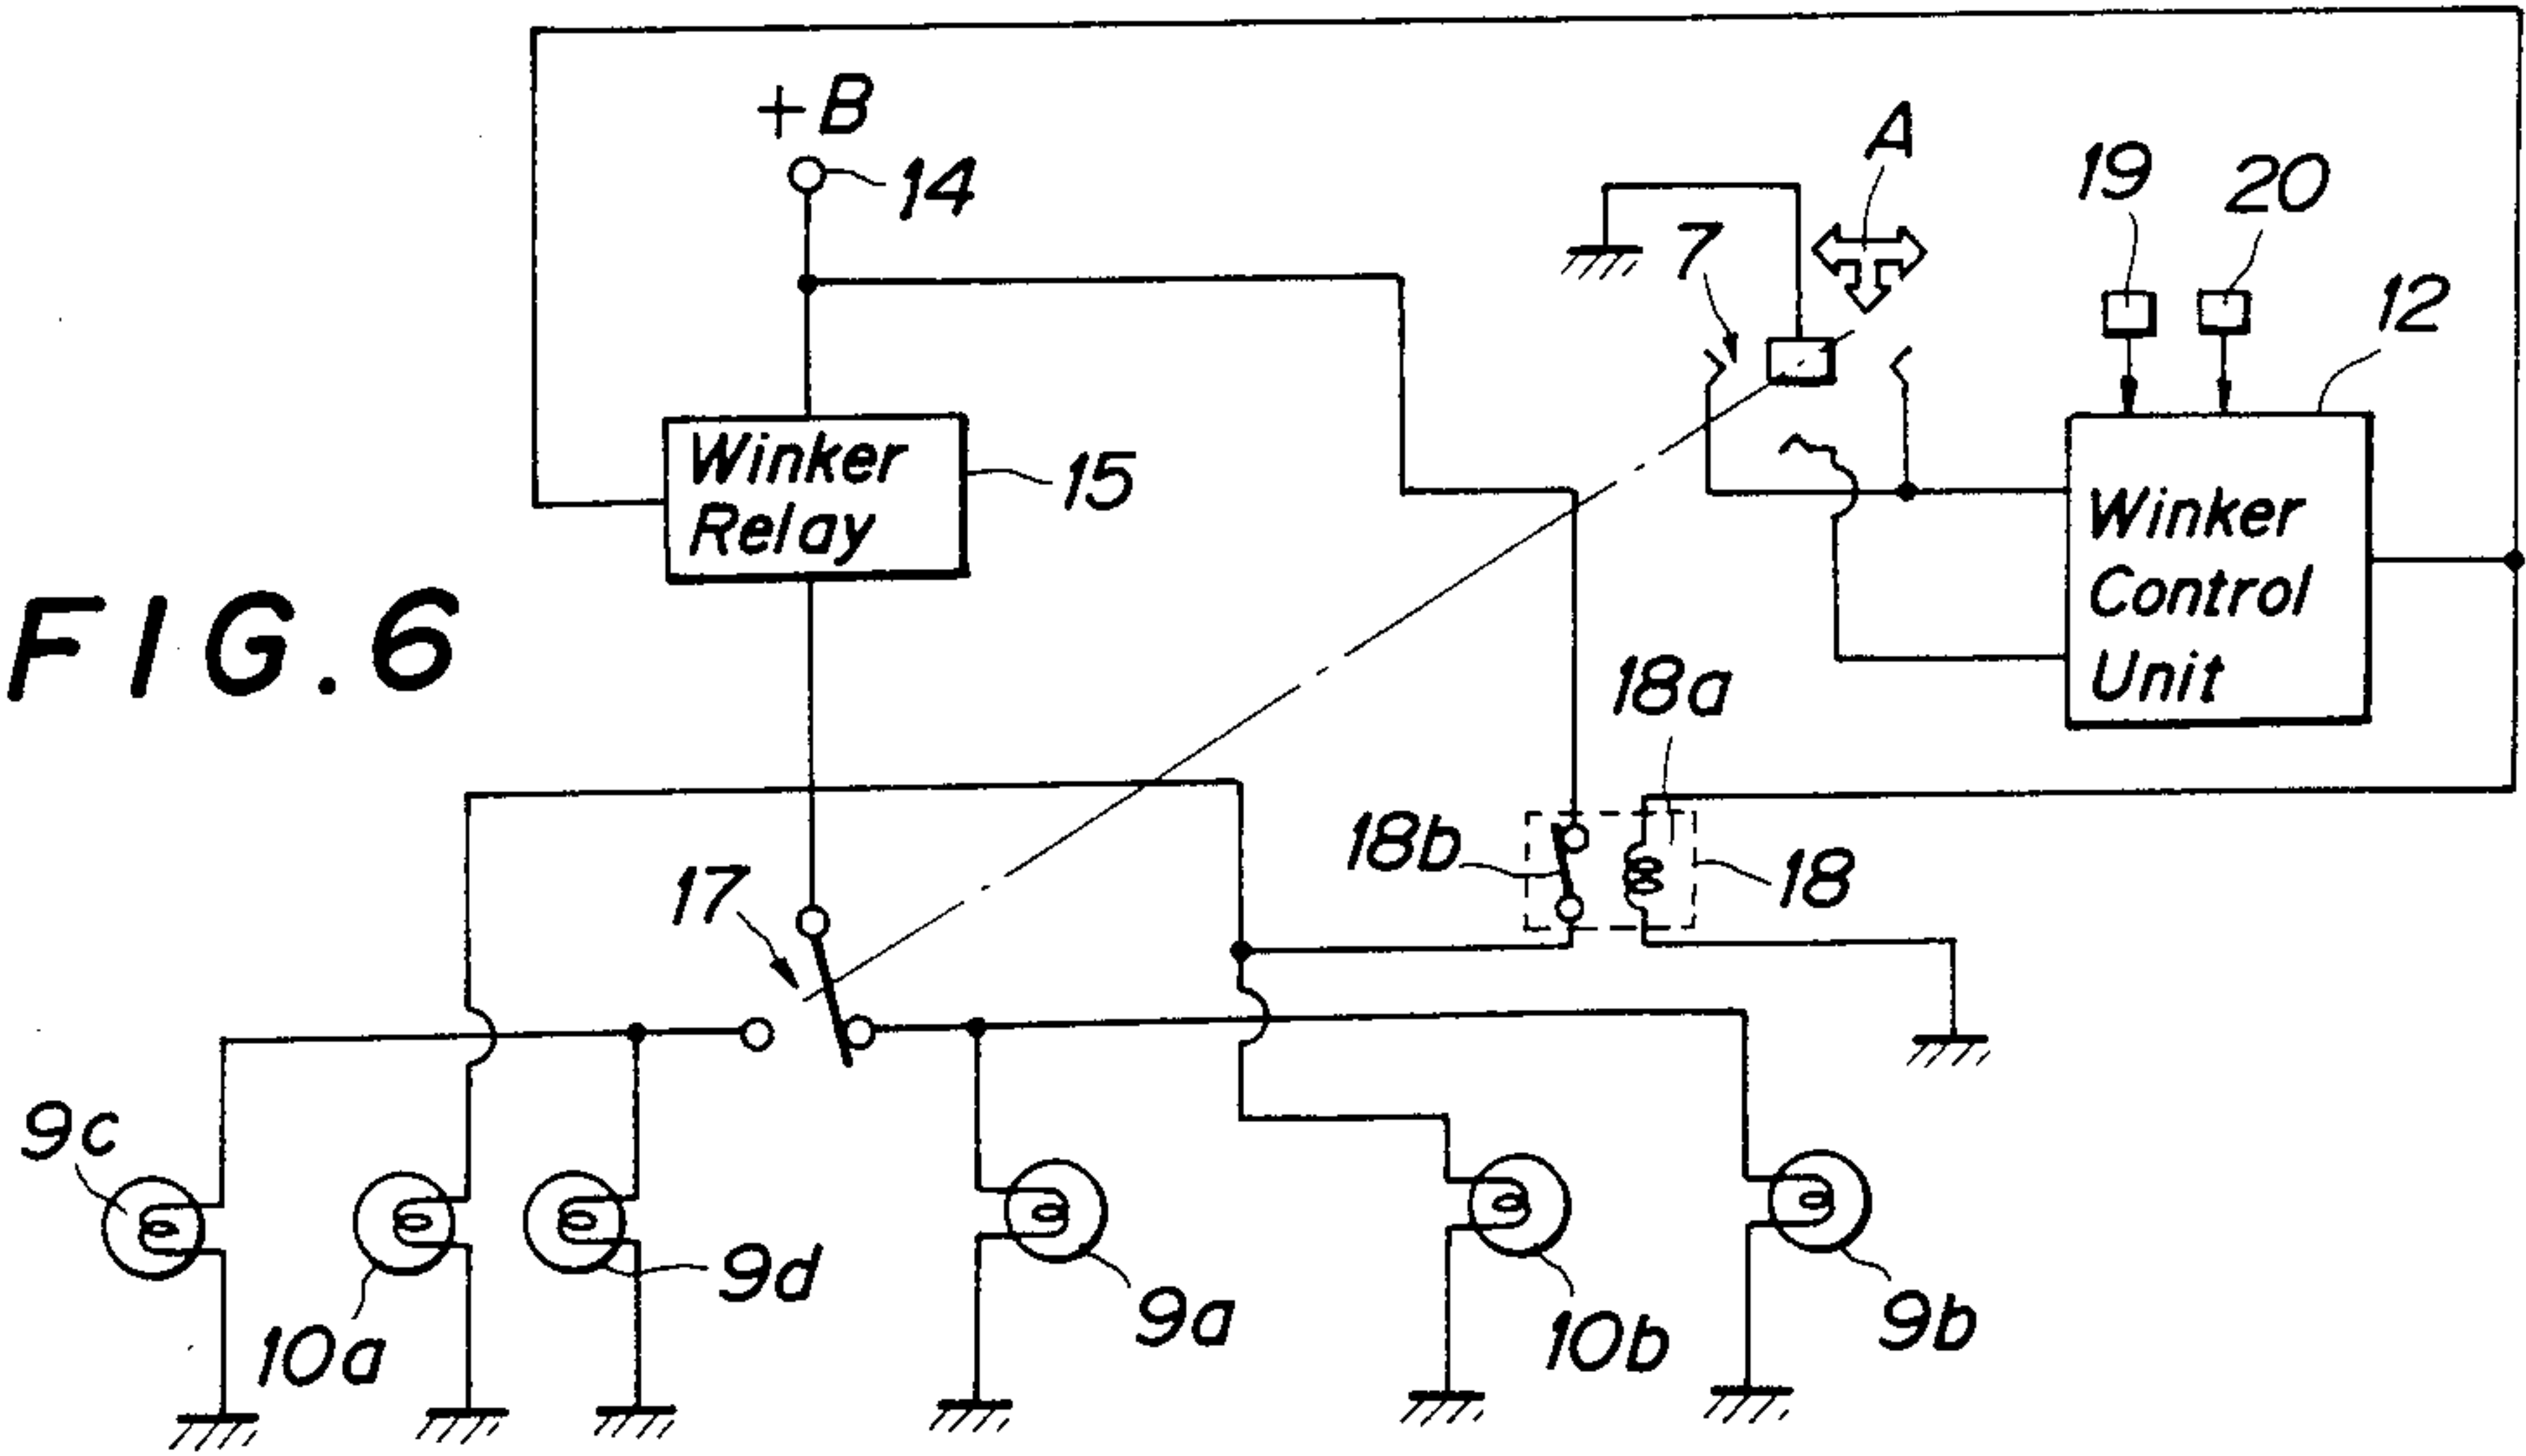 +B
14
A
19
20
7
12
Winker
Relay
15
Winker
Control
Unit
FIG.6
18a
18b
18
17
9c
9d
10a
9a
10b
9b